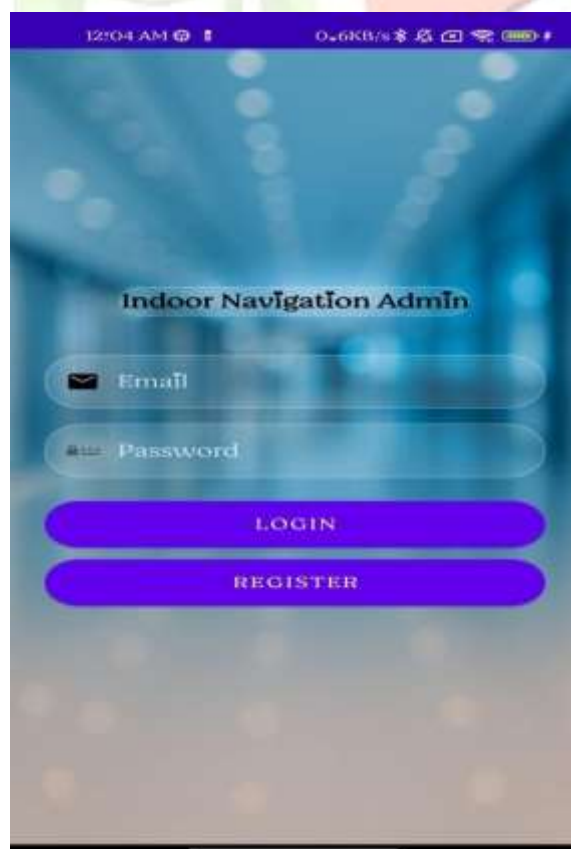 12:04 AM 0.6KB/s
Indoor Navigation Admin
Email
Password
LOGIN
REGISTER